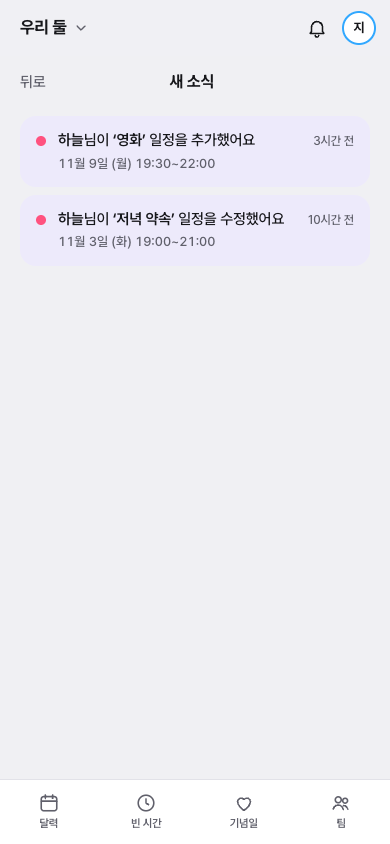 우리 둘
지
뒤로
새 소식
하늘님이 ‘영화’ 일정을 추가했어요
3시간 전
11월 9일 (월) 19:30~22:00
하늘님이 ‘저녁 약속’ 일정을 수정했어요
10시간 전
11월 3일 (화) 19:00~21:00
달력
빈 시간
기념일
팀